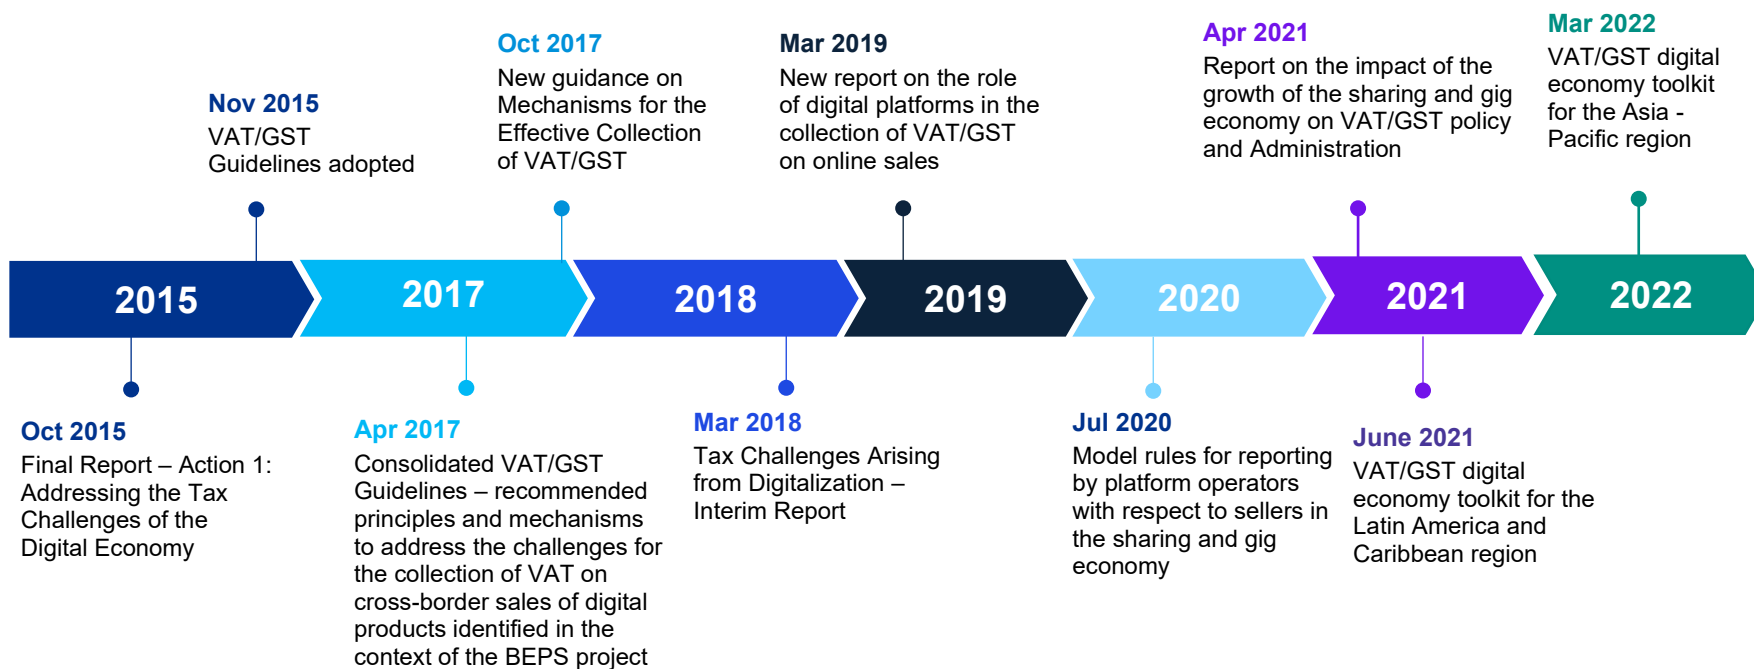 Nov 2015
VAT/GST
Guidelines adopted
Oct 2017
New guidance on
Mechanisms for the
Effective Collection
of VAT/GST
Mar 2019
New report on the role
of digital platforms in the
collection of VAT/GST
on online sales
Apr 2021
Report on the impact of the
growth of the sharing and gig
economy on VAT/GST policy
and Administration
Mar 2022
VAT/GST digital
economy toolkit
for the Asia -
Pacific region
2015
2017
2018
2019
2020
2021
2022
Oct 2015
Final Report – Action 1:
Addressing the Tax
Challenges of the
Digital Economy
Apr 2017
Consolidated VAT/GST
Guidelines – recommended
principles and mechanisms
to address the challenges for
the collection of VAT on
cross-border sales of digital
products identified in the
context of the BEPS project
Mar 2018
Tax Challenges Arising
from Digitalization –
Interim Report
Jul 2020
Model rules for reporting
by platform operators
with respect to sellers in
the sharing and gig
economy
June 2021
VAT/GST digital
economy toolkit for the
Latin America and
Caribbean region